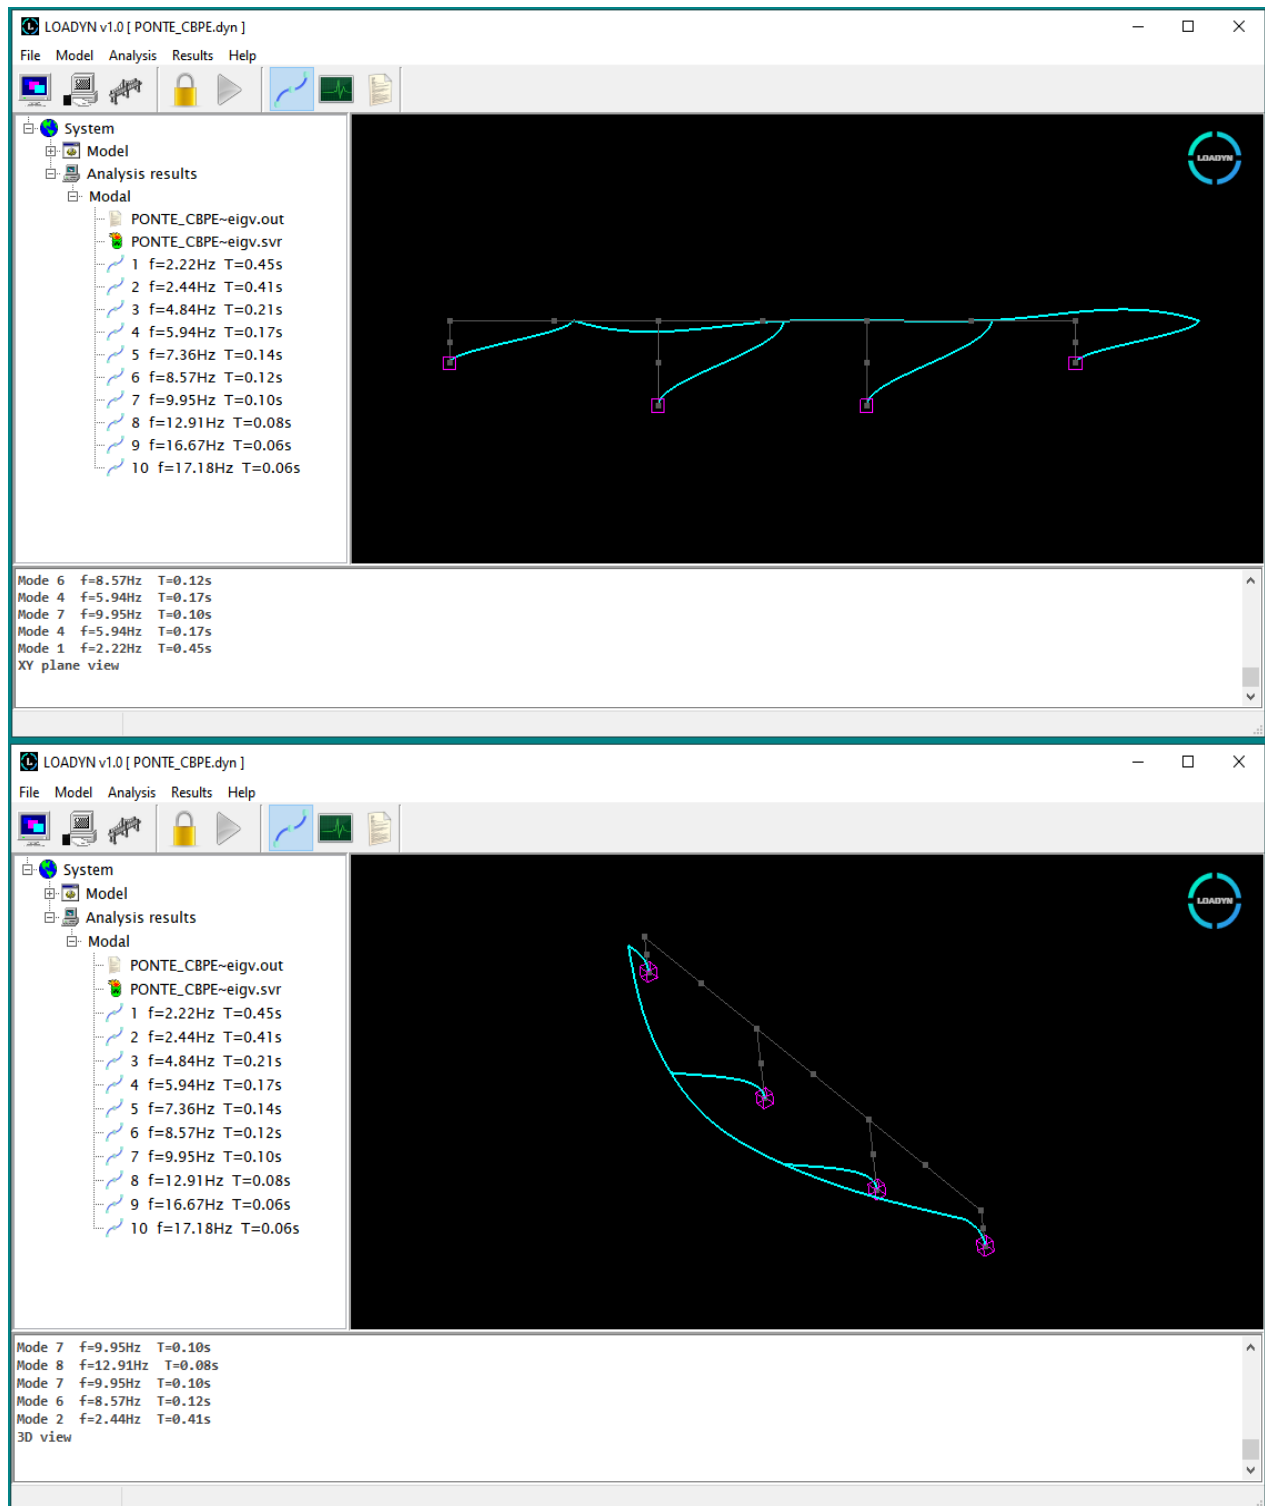 LOADYN v1.0 [ PONTE_CBPE.dyn ]
File Model Analysis Results Help
System
Model
Analysis results
Modal
PONTE_CBPE~eigv.out
PONTE_CBPE~eigv.svr
1 f=2.22Hz T=0.45s
2 f=2.44Hz T=0.41s
3 f=4.84Hz T=0.21s
4 f=5.94Hz T=0.17s
5 f=7.36Hz T=0.14s
6 f=8.57Hz T=0.12s
7 f=9.95Hz T=0.10s
8 f=12.91Hz T=0.08s
9 f=16.67Hz T=0.06s
10 f=17.18Hz T=0.06s
LOADYN
Mode 6 f=8.57Hz T=0.12s
Mode 4 f=5.94Hz T=0.17s
Mode 7 f=9.95Hz T=0.10s
Mode 4 f=5.94Hz T=0.17s
Mode 1 f=2.22Hz T=0.45s
XY plane view
LOADYN v1.0 [ PONTE_CBPE.dyn ]
File Model Analysis Results Help
System
Model
Analysis results
Modal
PONTE_CBPE~eigv.out
PONTE_CBPE~eigv.svr
1 f=2.22Hz T=0.45s
2 f=2.44Hz T=0.41s
3 f=4.84Hz T=0.21s
4 f=5.94Hz T=0.17s
5 f=7.36Hz T=0.14s
6 f=8.57Hz T=0.12s
7 f=9.95Hz T=0.10s
8 f=12.91Hz T=0.08s
9 f=16.67Hz T=0.06s
10 f=17.18Hz T=0.06s
LOADYN
Mode 7 f=9.95Hz T=0.10s
Mode 8 f=12.91Hz T=0.08s
Mode 7 f=9.95Hz T=0.10s
Mode 6 f=8.57Hz T=0.12s
Mode 2 f=2.44Hz T=0.41s
3D view